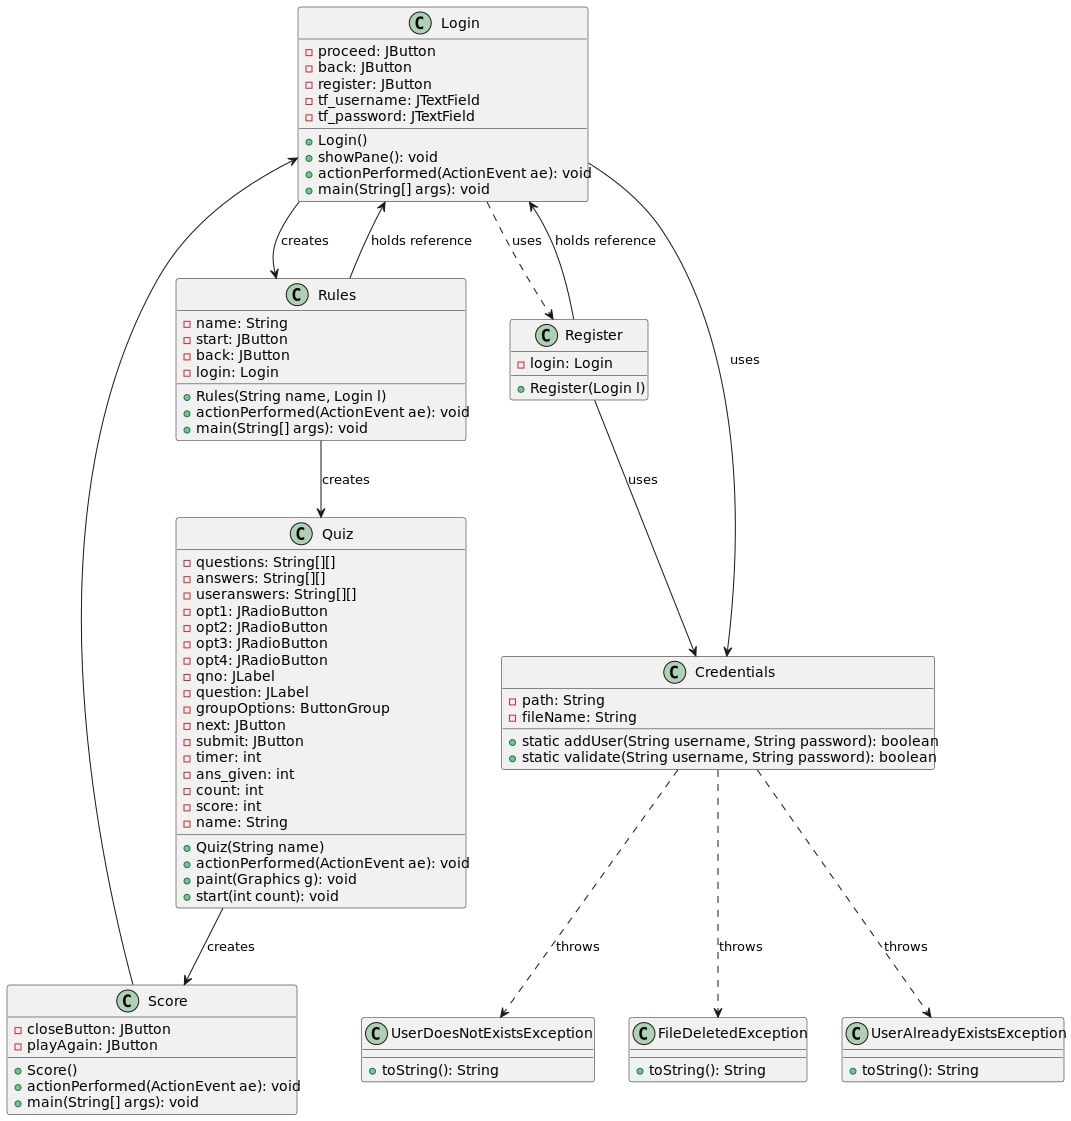 C Login
proceed: JButton
back: JButton
register: JButton
tf_username: JTextField
tf_password: JTextField
Login()
showPane(): void
actionPerformed(ActionEvent ae): void
main(String[] args): void
creates
holds reference
uses
holds reference
C Rules
name: String
start: JButton
back: JButton
login: Login
Rules(String name, Login l)
actionPerformed(ActionEvent ae): void
main(String[] args): void
C Register
login: Login
Register(Login l)
uses
creates
uses
C Quiz
questions: String[][]
answers: String[][]
useranswers: String[][]
opt1: JRadioButton
opt2: JRadioButton
opt3: JRadioButton
opt4: JRadioButton
qno: JLabel
question: JLabel
groupOptions: ButtonGroup
next: JButton
submit: JButton
timer: int
ans_given: int
count: int
score: int
name: String
Quiz(String name)
actionPerformed(ActionEvent ae): void
paint(Graphics g): void
start(int count): void
C Credentials
path: String
fileName: String
static addUser(String username, String password): boolean
static validate(String username, String password): boolean
creates
throws
throws
throws
C Score
closeButton: JButton
playAgain: JButton
Score()
actionPerformed(ActionEvent ae): void
main(String[] args): void
C UserDoesNotExistsException
toString(): String
C FileDeletedException
toString(): String
C UserAlreadyExistsException
toString(): String